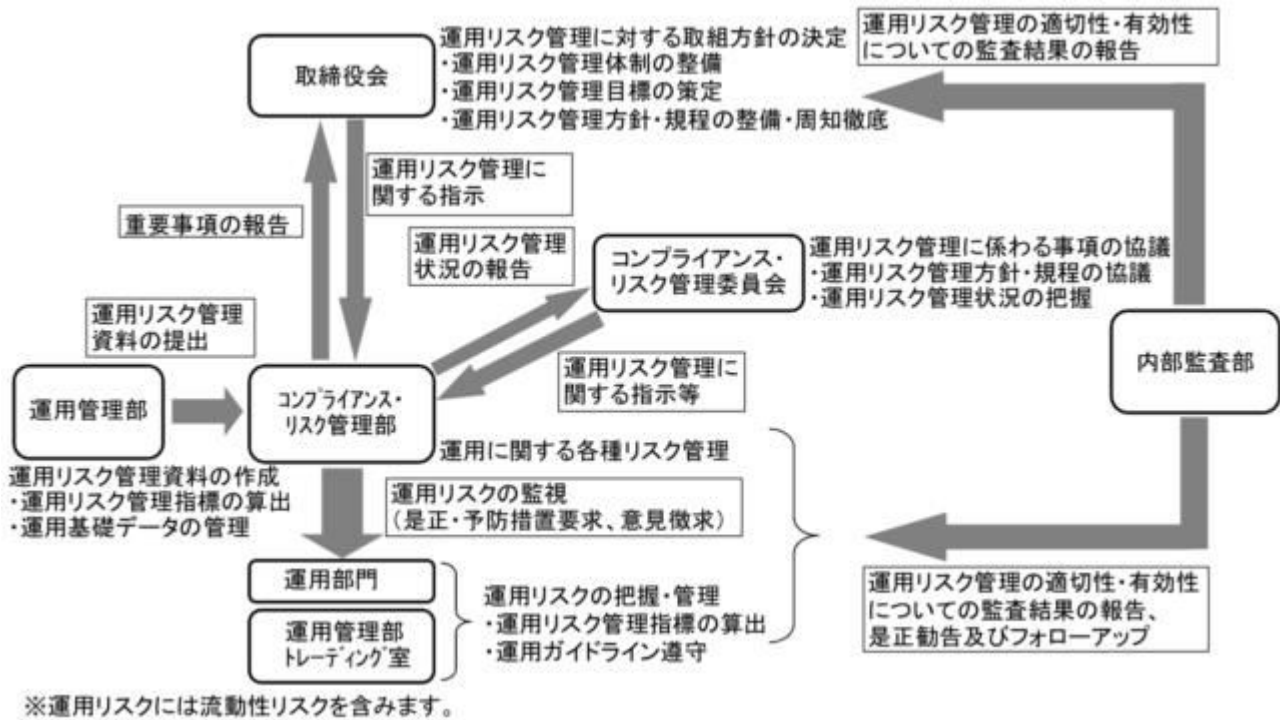 取締役会
運用リスク管理に対する取組方針の決定
・運用リスク管理体制の整備
・運用リスク管理目標の策定
・運用リスク管理方針・規程の整備・周知徹底
運用リスク管理の適切性・有効性
についての監査結果の報告
運用リスク管理に
関する指示
重要事項の報告
運用リスク管理
状況の報告
コンプライアンス・
リスク管理委員会
運用リスク管理に係わる事項の協議
・運用リスク管理方針・規程の協議
・運用リスク管理状況の把握
運用リスク管理
資料の提出
運用リスク管理に
関する指示等
内部監査部
運用管理部
コンプライアンス・
リスク管理部
運用に関する各種リスク管理
運用リスク管理資料の作成
・運用リスク管理指標の算出
・運用基礎データの管理
運用リスクの監視
(是正・予防措置要求、意見徴求)
運用部門
運用管理部
トレーディング室
運用リスクの把握・管理
・運用リスク管理指標の算出
・運用ガイドライン遵守
運用リスク管理の適切性・有効性
についての監査結果の報告、
是正勧告及びフォローアップ
※運用リスクには流動性リスクを含みます。